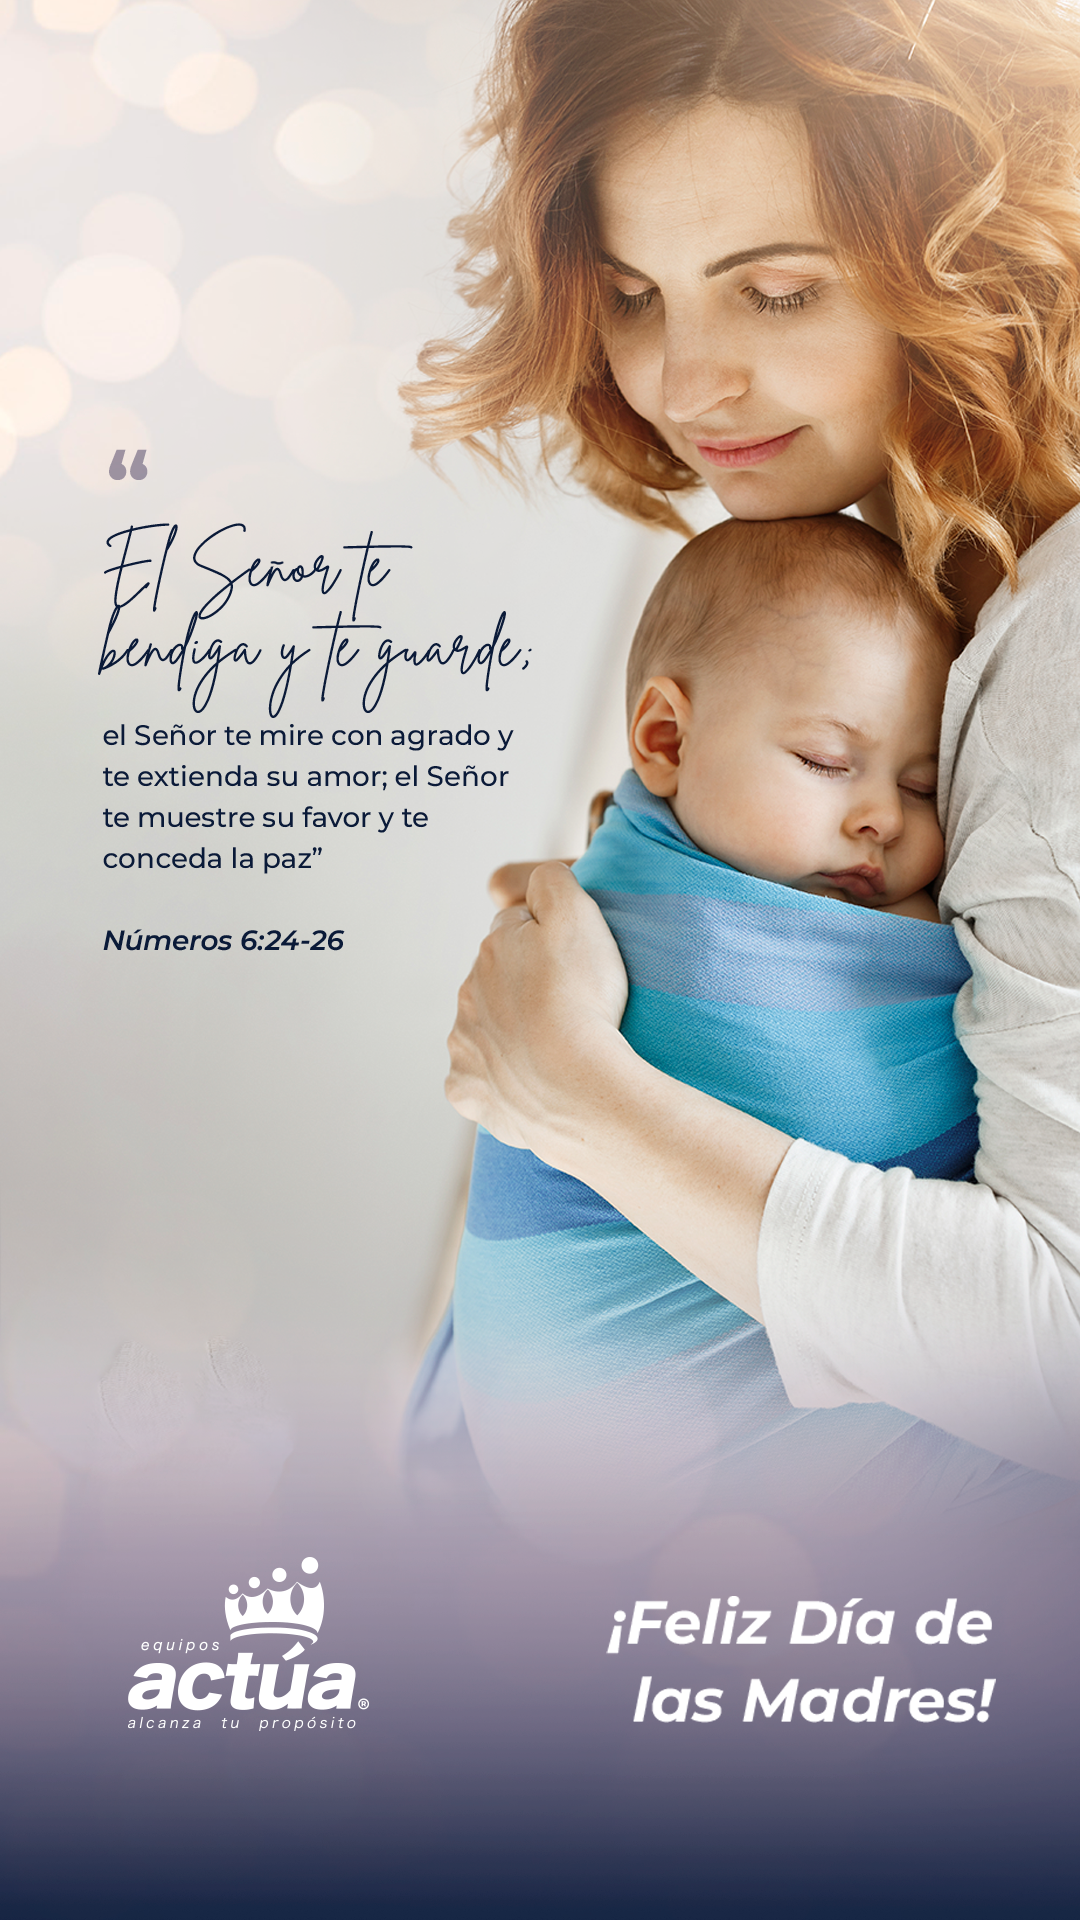 “
El Señor te
bendiga y te guarde;
el Señor te mire con agrado y
te extienda su amor; el Señor
te muestre su favor y te
conceda la paz”
Números 6:24-26
equipos
actúa®
alcanza tu propósito
¡Feliz Día de
las Madres!